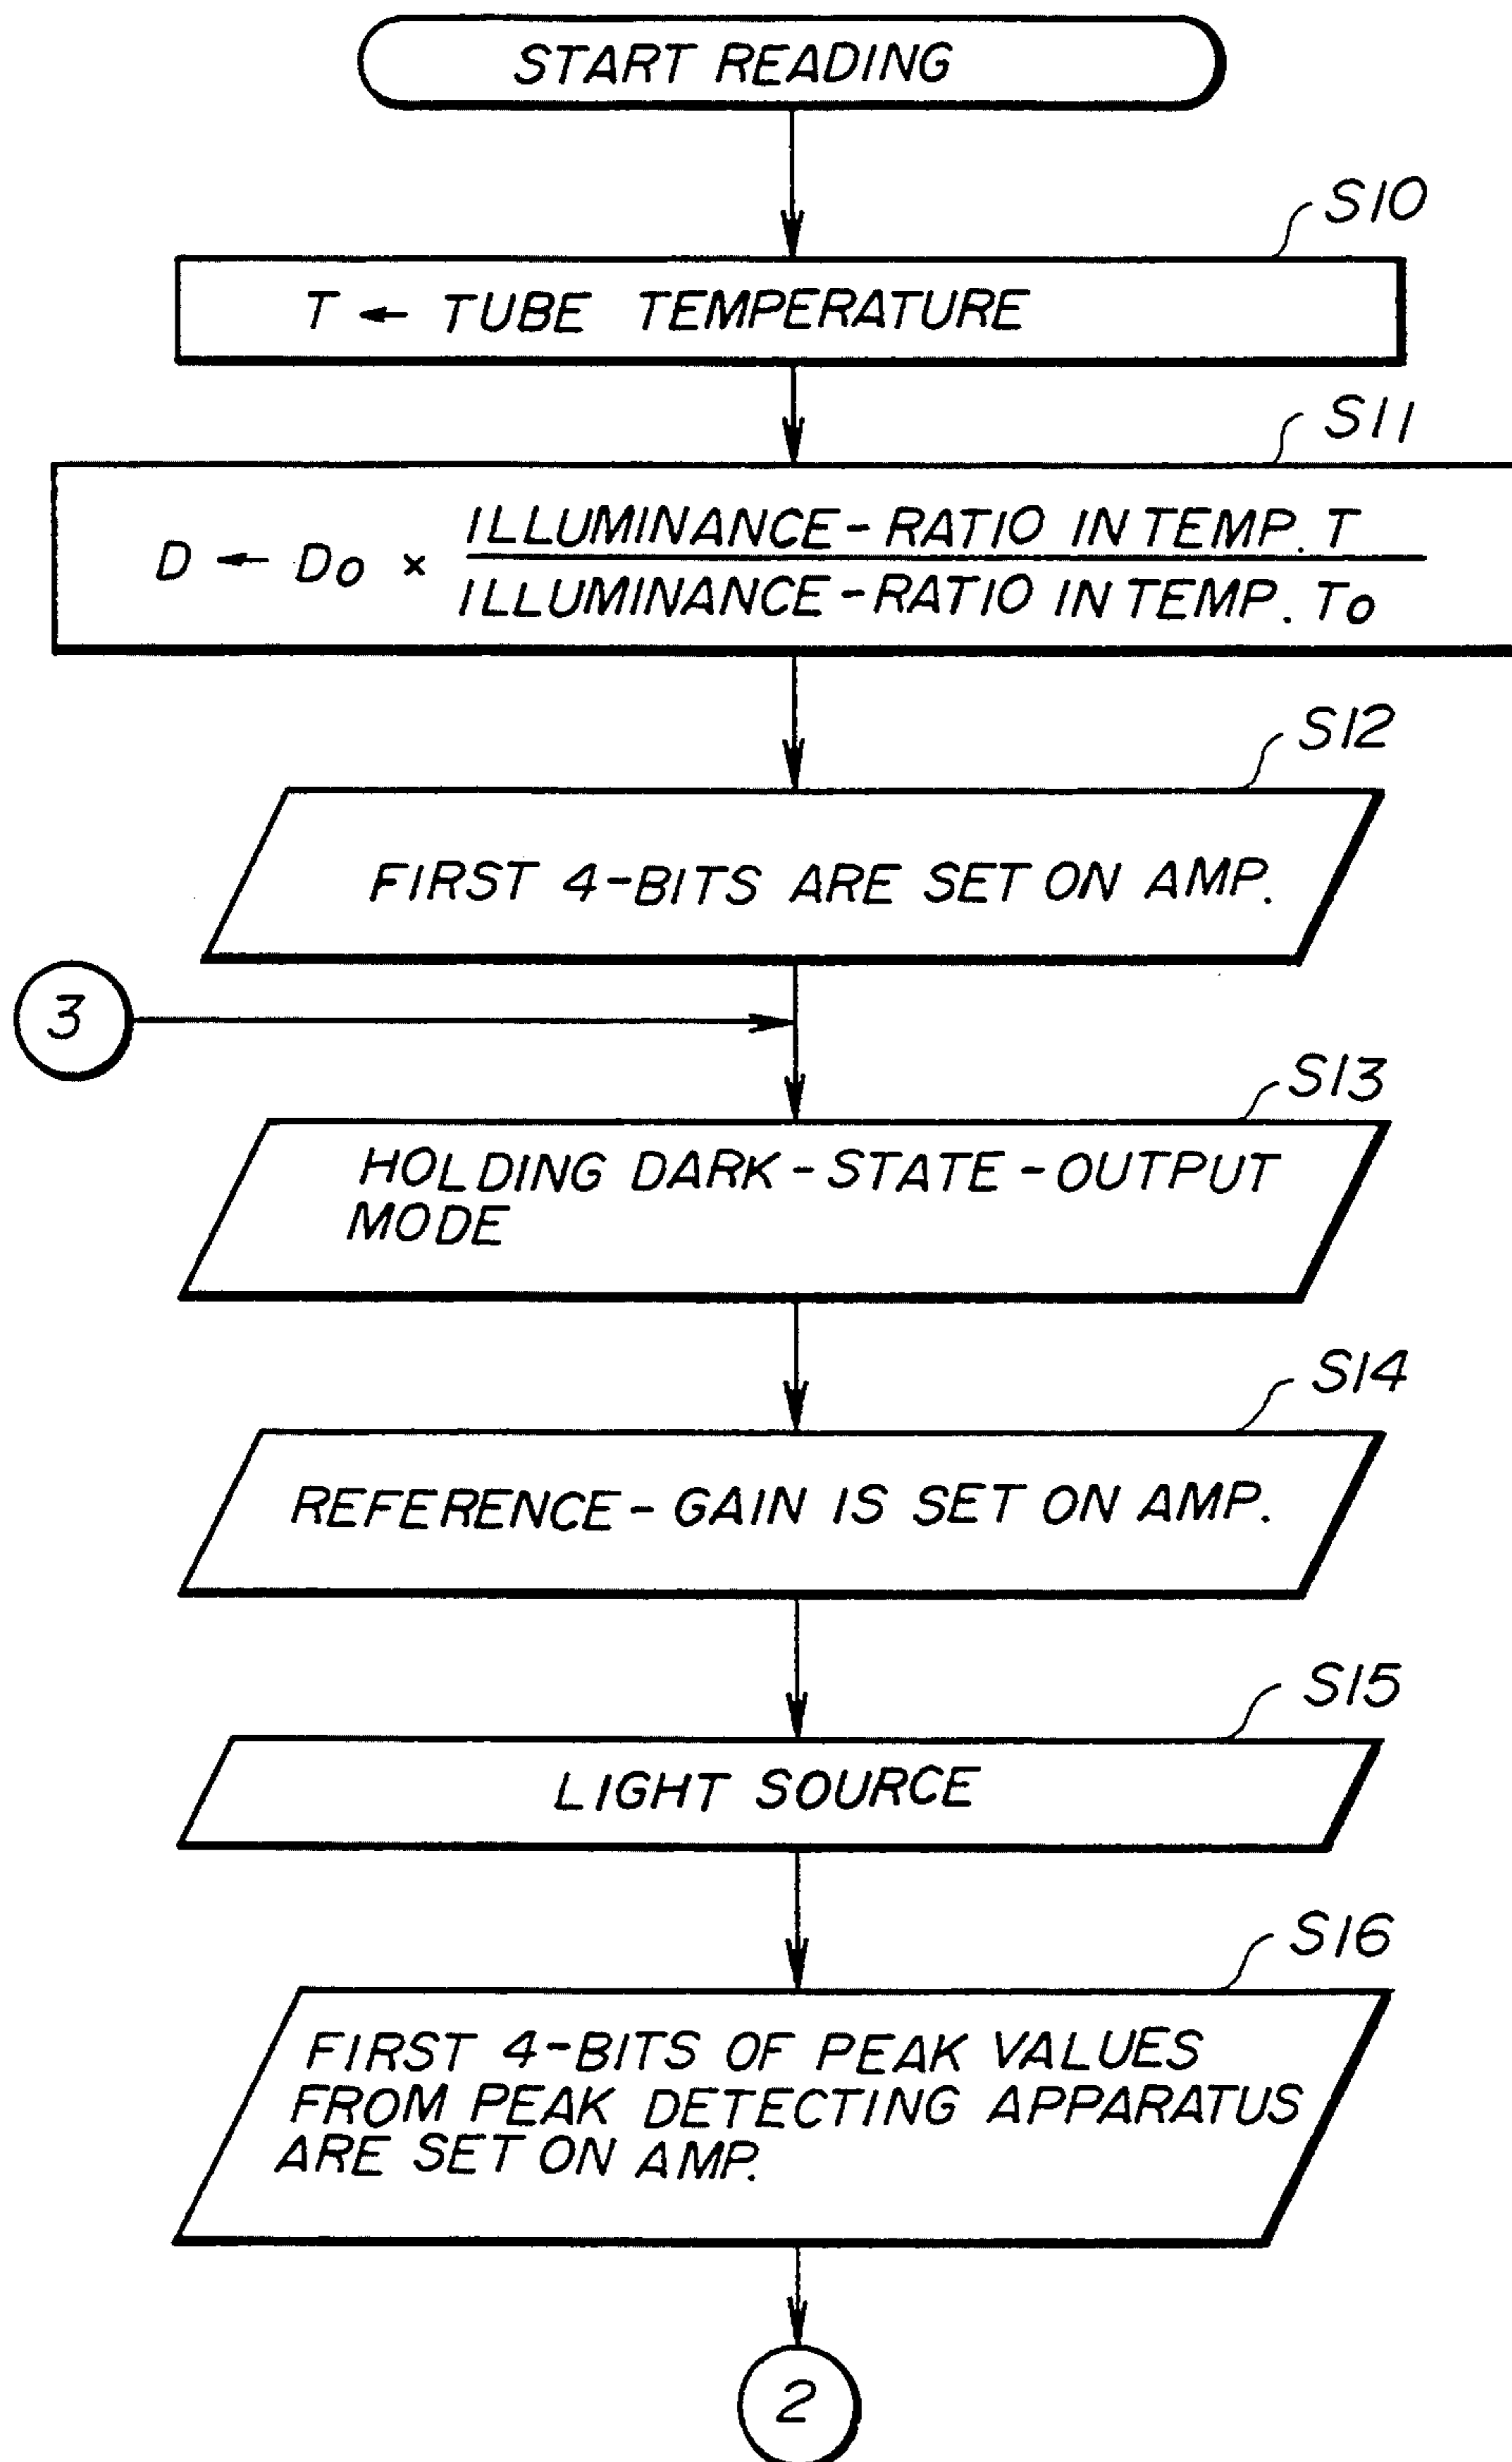 START READING
S10
T ← TUBE TEMPERATURE
S11
D ← D0 × ILLUMINANCE-RATIO IN TEMP. T
ILLUMINANCE-RATIO IN TEMP. T0
S12
FIRST 4-BITS ARE SET ON AMP.
3
S13
HOLDING DARK-STATE-OUTPUT
MODE
S14
REFERENCE-GAIN IS SET ON AMP.
S15
LIGHT SOURCE
S16
FIRST 4-BITS OF PEAK VALUES
FROM PEAK DETECTING APPARATUS
ARE SET ON AMP.
2